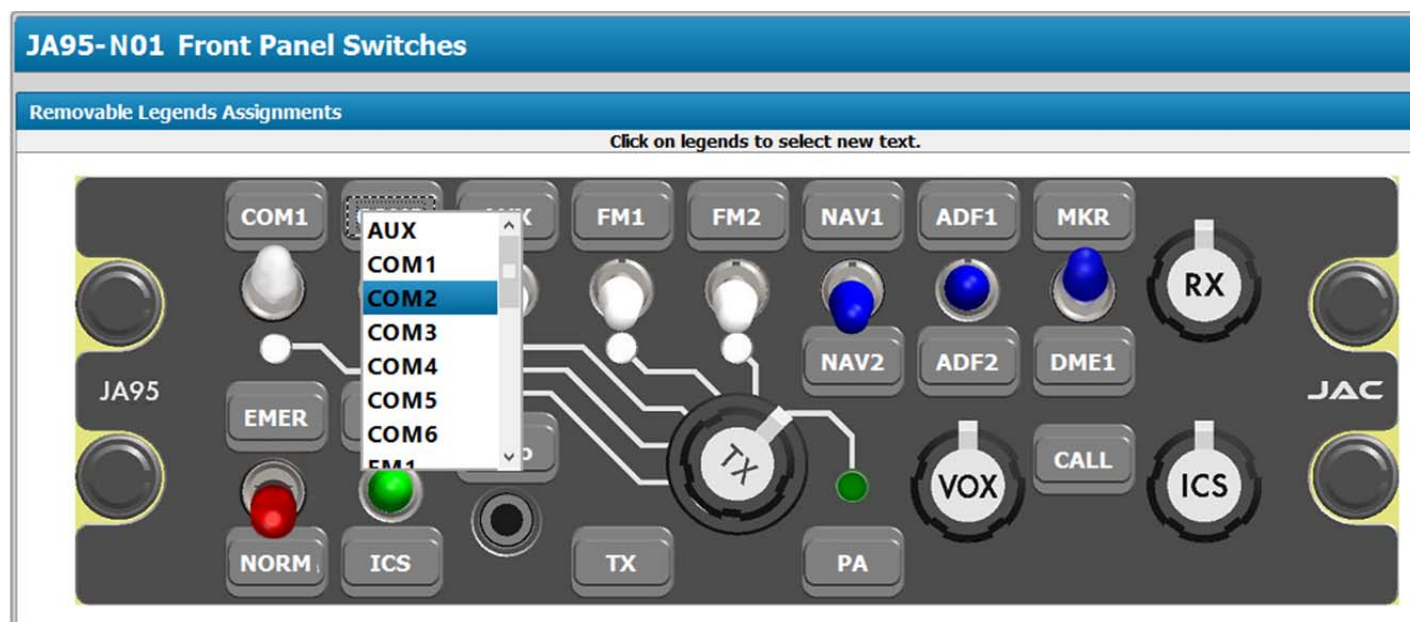 JA95-N01 Front Panel Switches
Removable Legends Assignments
Click on legends to select new text.
COM1
FM1 FM2 NAV1 ADF1 MKR
AUX
COM1
COM2
COM3
COM4
COM5
COM6
FM1
RX
NAV2 ADF2 DME1
JA95
JAC
EMER
TX
VOX
CALL
ICS
NORM ICS TX PA